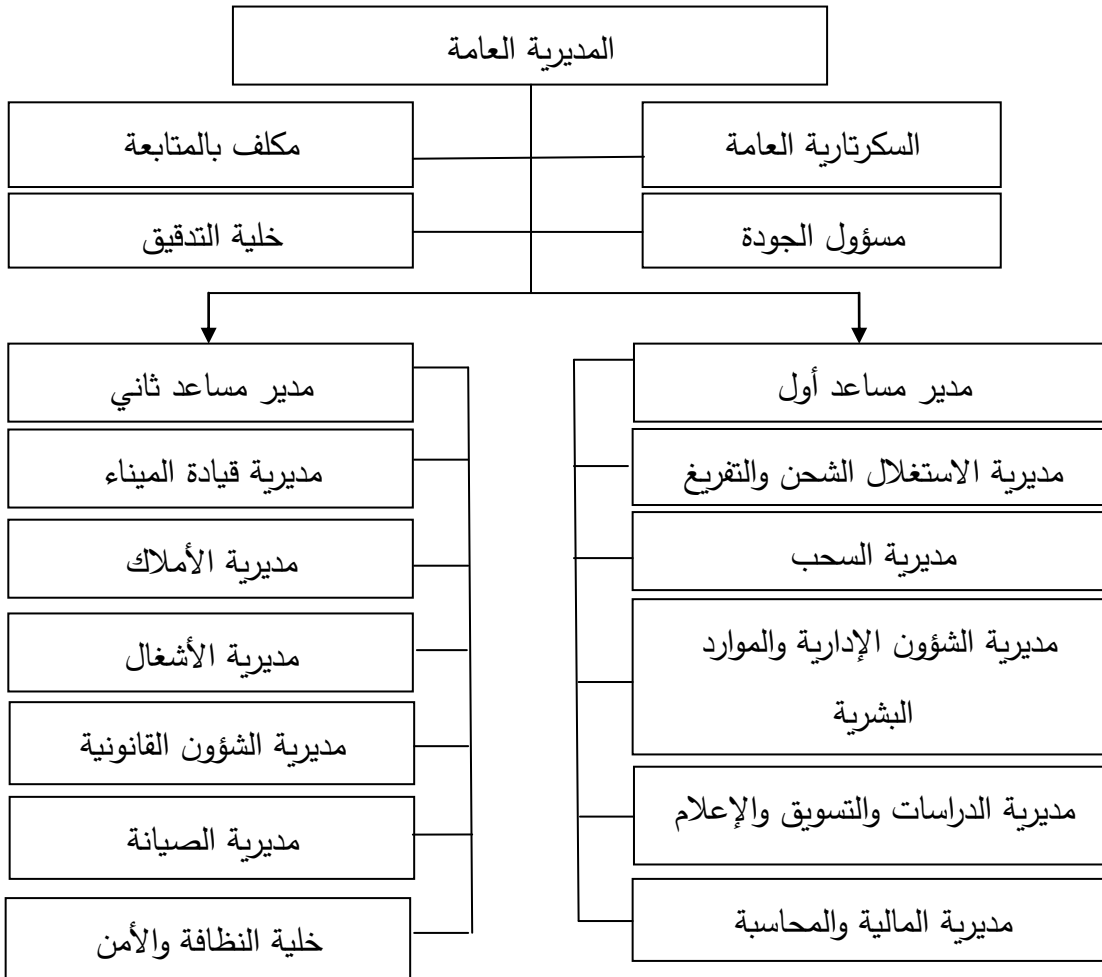 المديرية العامة
السكرتارية العامة
مكلف بالمتابعة
مسؤول الجودة
خلية التدقيق
مدير مساعد أول
مديرية الاستغلال الشحن والتفريغ
مديرية السحب
مديرية الشؤون الإدارية والموارد
البشرية
مديرية الدراسات والتسويق والإعلام
مديرية المالية والمحاسبة
مدير مساعد ثاني
مديرية قيادة الميناء
مديرية الأملاك
مديرية الأشغال
مديرية الشؤون القانونية
مديرية الصيانة
خلية النظافة والأمن